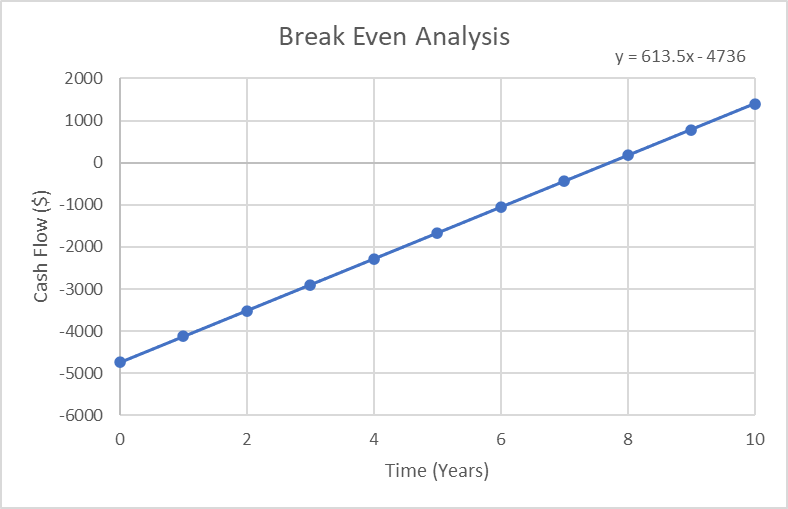 Break Even Analysis
y = 613.5x - 4736
2000
1000
0
-1000
-2000
-3000
-4000
-5000
-6000
Cash Flow ($)
0 2 4 6 8 10
Time (Years)